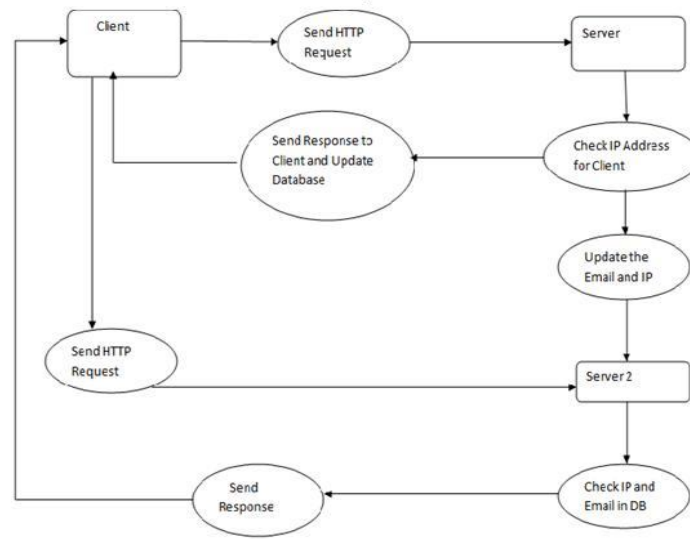 Client
Send HTTP
Request
Server
Send Response to
Client and Update
Database
Check IP Address
for Client
Update the
Email and IP
Send HTTP
Request
Server 2
Send
Response
Check IP and
Email in DB